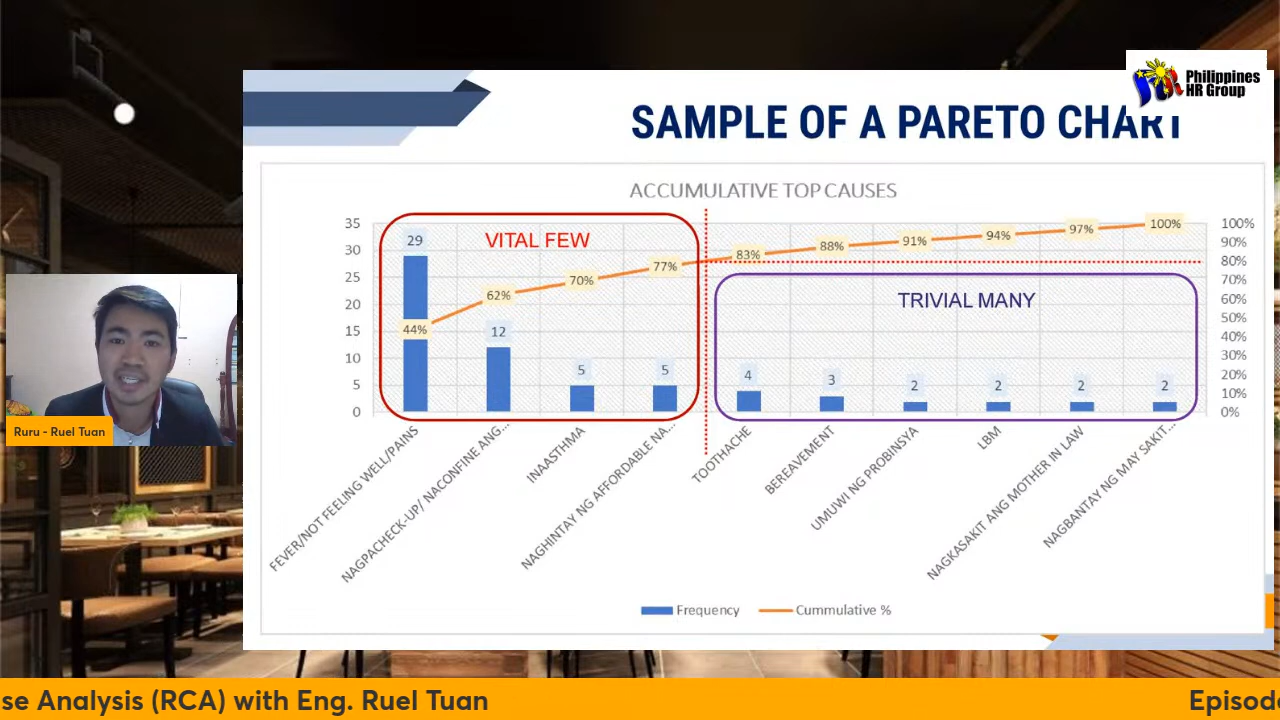 Philippines
HR Group
SAMPLE OF A PARETO CHART
ACCUMULATIVE TOP CAUSES
35
30
25
20
15
10
5
0
100%
90%
80%
70%
60%
50%
40%
30%
20%
10%
0%
VITAL FEW
TRIVIAL MANY
29
12
5
5
4
3
2
2
2
2
44%
62%
70%
77%
83%
88%
91%
94%
97%
100%
FEVER/NOT FEELING WELL/PAINS
NAGPACHECK-UP/ NACONFINE ANG...
INAASTHMA
NAGHINTAY NG AFFORDABLE NA...
TOOTHACHE
BEREAVEMENT
UMUWI NG PROBINSYA
LBM
NAGKASAKIT ANG MOTHER IN LAW
NAGBANTAY NG MAY SAKIT...
Frequency
Cummulative %
Ruru - Ruel Tuan
se Analysis (RCA) with Eng. Ruel Tuan
Episod